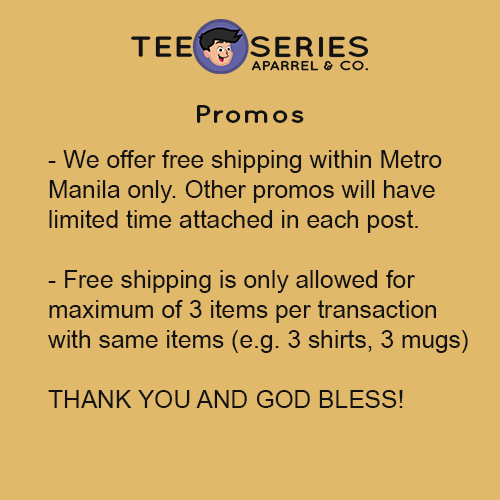 TEE SERIES
APARREL & CO.
Promos
- We offer free shipping within Metro
Manila only. Other promos will have
limited time attached in each post.
- Free shipping is only allowed for
maximum of 3 items per transaction
with same items (e.g. 3 shirts, 3 mugs)
THANK YOU AND GOD BLESS!